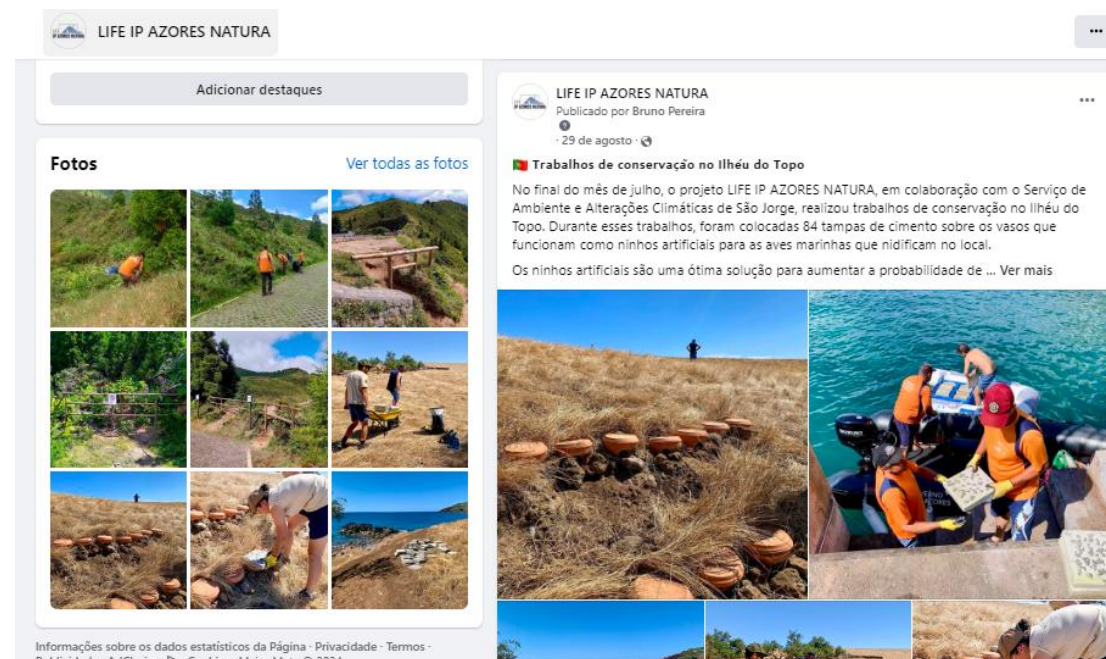 LIFE IP AZORES NATURA
Adicionar destaques
Fotos
Ver todas as fotos
Informações sobre os dados estatísticos da Página · Privacidade · Termos ·
LIFE IP AZORES NATURA
Publicado por Bruno Pereira
· 29 de agosto ·
Trabalhos de conservação no Ilhéu do Topo
No final do mês de julho, o projeto LIFE IP AZORES NATURA, em colaboração com o Serviço de
Ambiente e Alterações Climáticas de São Jorge, realizou trabalhos de conservação no Ilhéu do
Topo. Durante esses trabalhos, foram colocadas 84 tampas de cimento sobre os vasos que
funcionam como ninhos artificiais para as aves marinhas que nidificam no local.
Os ninhos artificiais são uma ótima solução para aumentar a probabilidade de ... Ver mais
SUZUKI